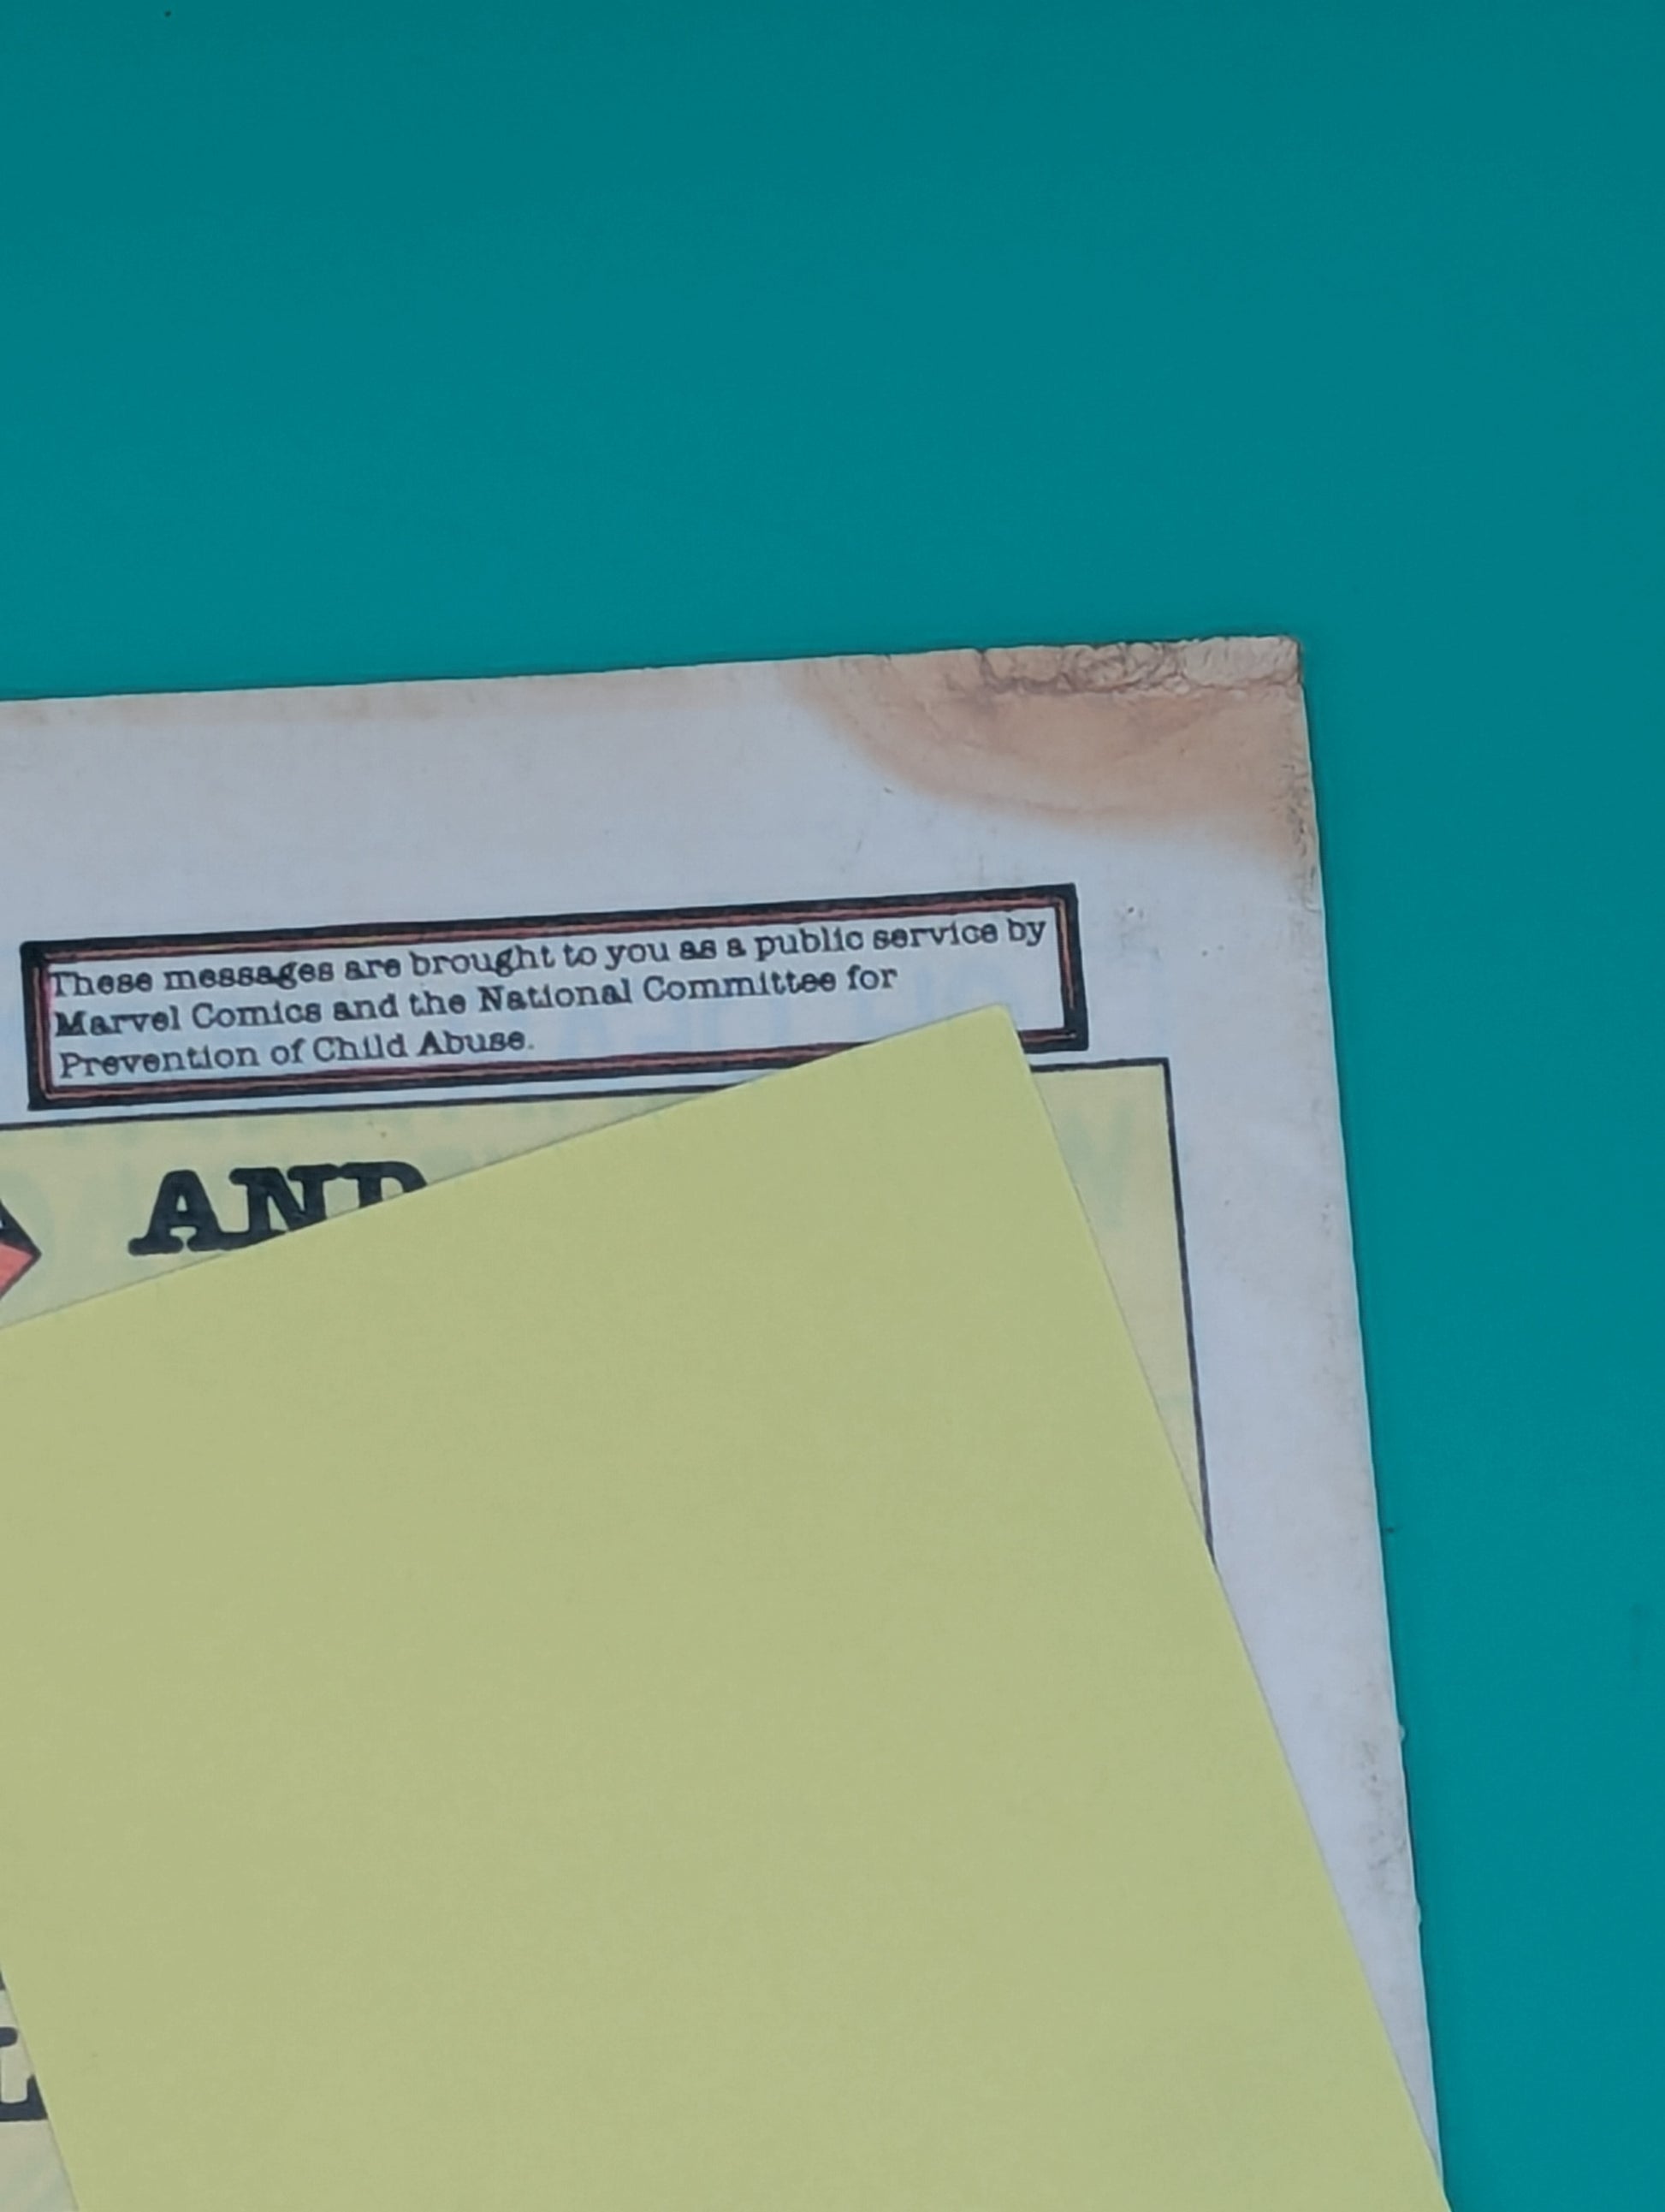 These messages are brought to you as a public service by
Marvel Comics and the National Committee for
Prevention of Child Abuse.
AND